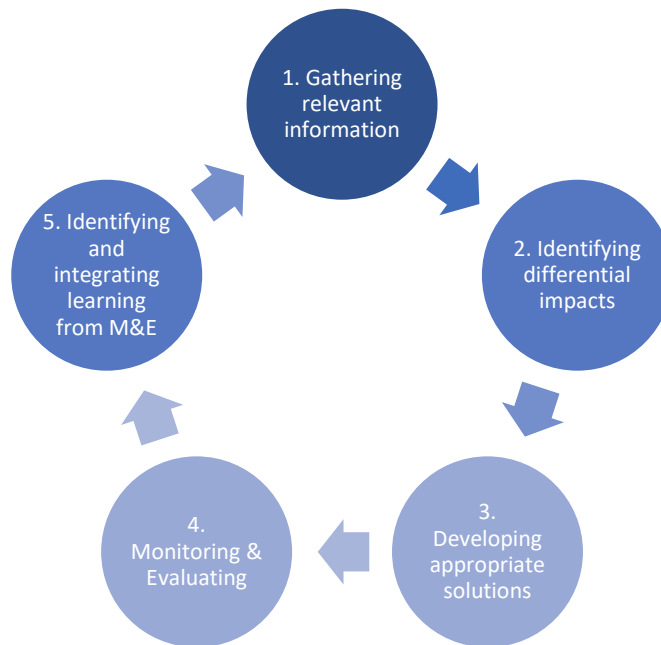 1. Gathering
relevant
information
2. Identifying
differential
impacts
3.
Developing
appropriate
solutions
4.
Monitoring &
Evaluating
5. Identifying
and
integrating
learning
from M&E